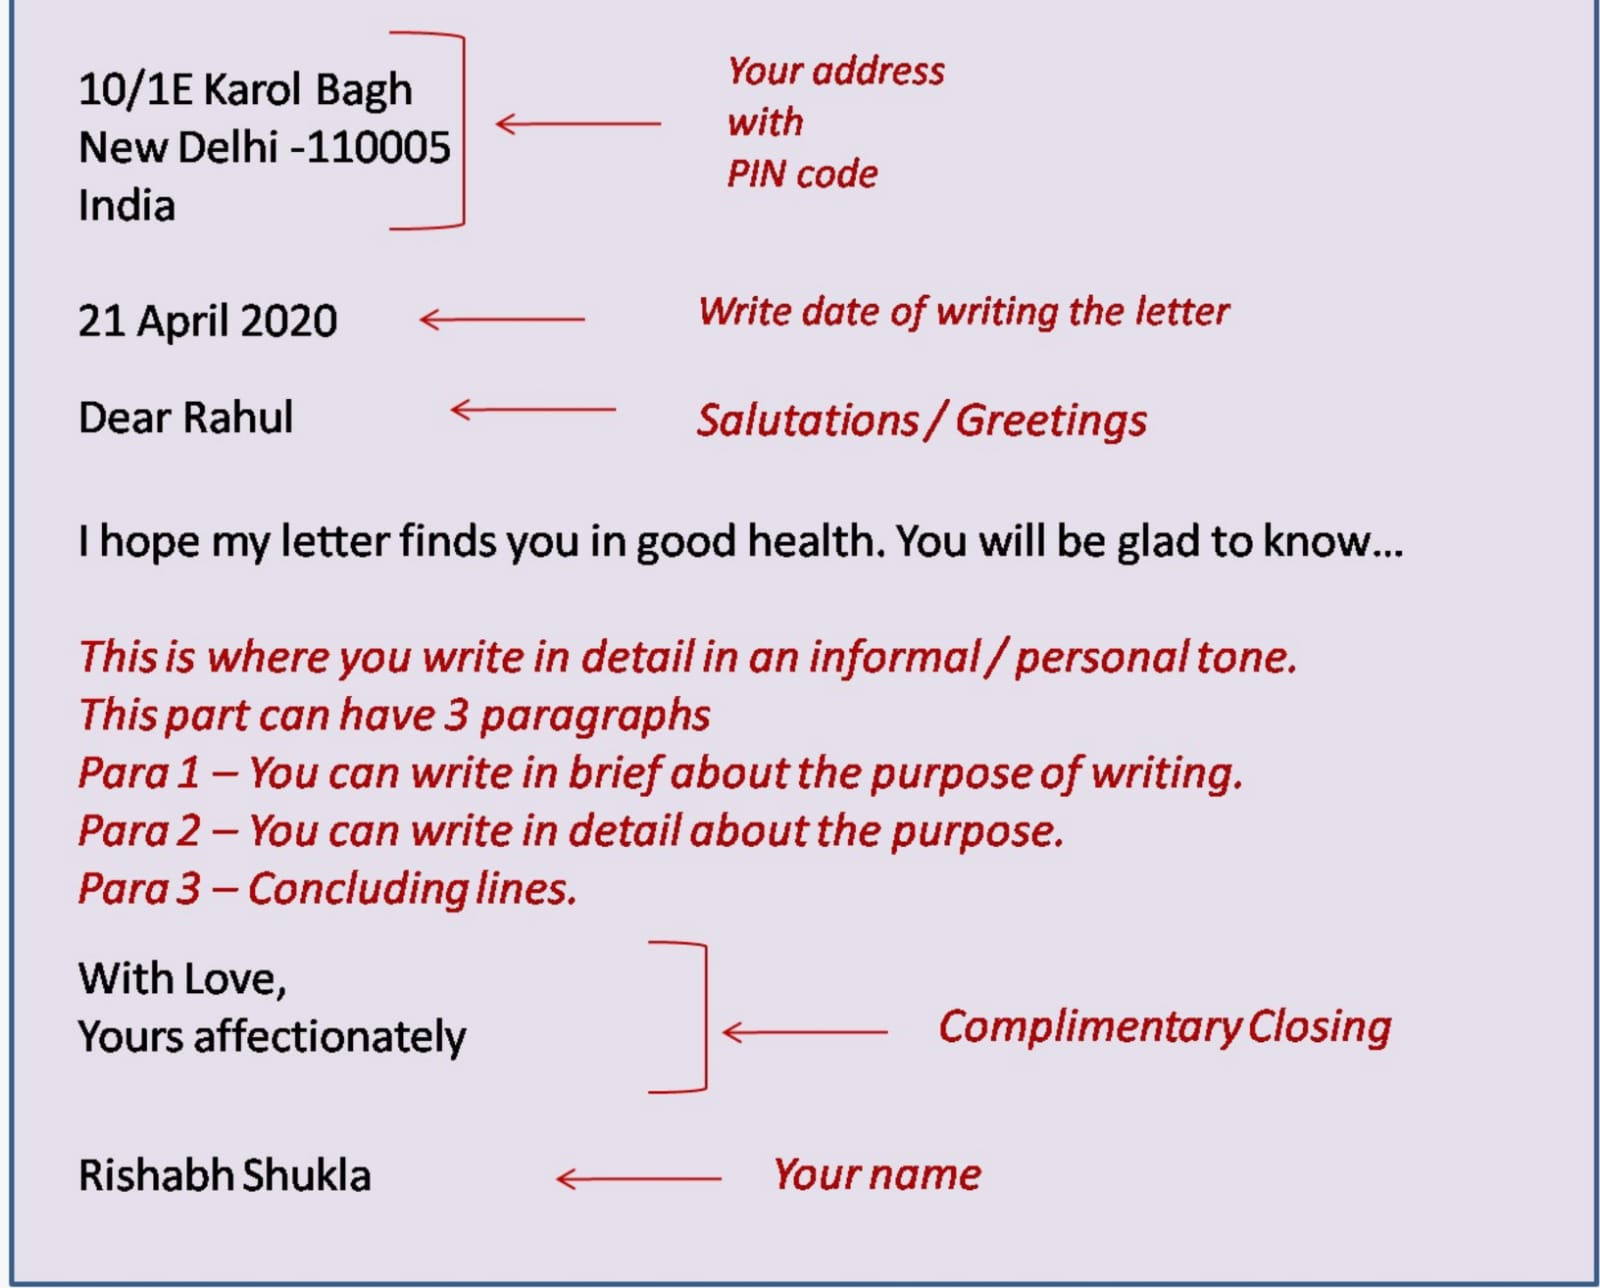 10/1E Karol Bagh
New Delhi -110005
India
Your address
with
PIN code
21 April 2020
Write date of writing the letter
Dear Rahul
Salutations / Greetings
I hope my letter finds you in good health. You will be glad to know...
This is where you write in detail in an informal / personal tone.
This part can have 3 paragraphs
Para 1 – You can write in brief about the purpose of writing.
Para 2 – You can write in detail about the purpose.
Para 3 – Concluding lines.
With Love,
Yours affectionately
Complimentary Closing
Rishabh Shukla
Your name